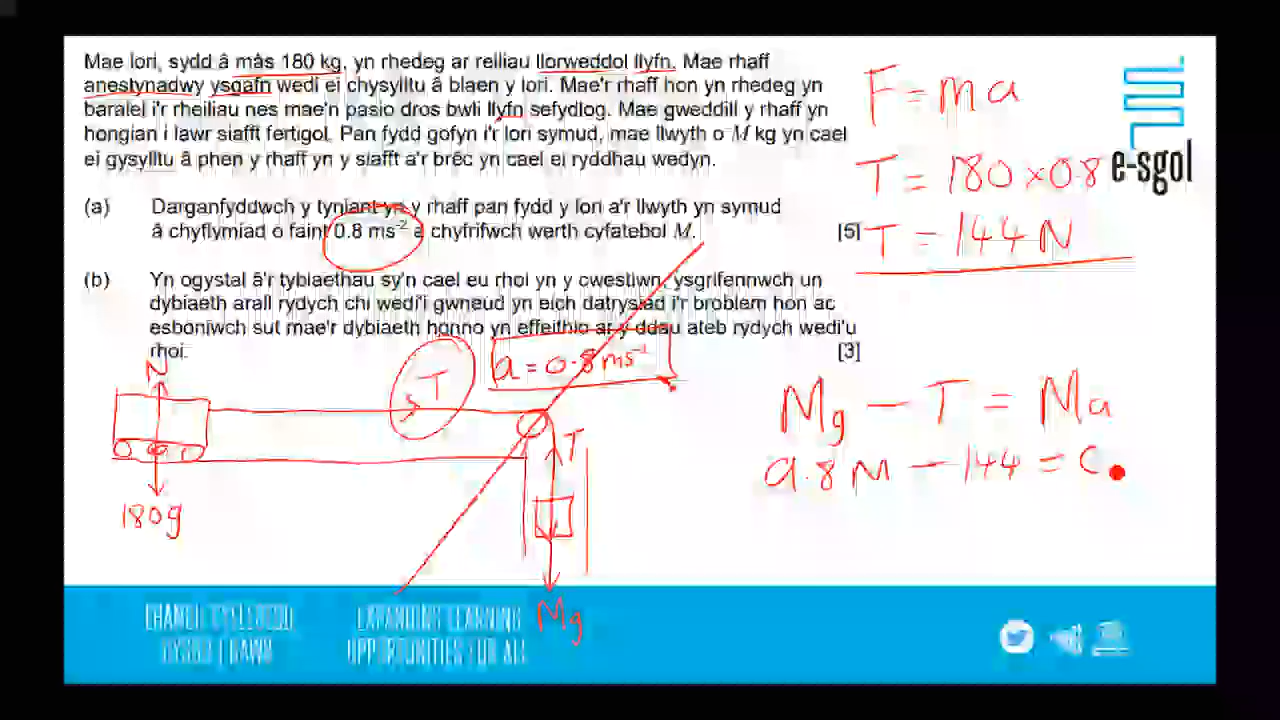 Mae lori, sydd â màs 180 kg, yn rhedeg ar reiliau llorweddol llyfn. Mae rhaff
anestynadwy ysgafn wedi ei chysylltu â blaen y lori. Mae'r rhaff hon yn rhedeg yn
baralel i'r rheiliau nes mae'n pasio dros bwli llyfn sefydlog. Mae gweddill y rhaff yn
hongian i lawr siafft fertigol. Pan fydd gofyn i'r lori symud, mae llwyth o M kg yn cael
ei gysylltu â phen y rhaff yn y siafft a'r brêc yn cael ei ryddhau wedyn.
(a) Darganfyddwch y tyniant yn y rhaff pan fydd y lori a'r llwyth yn symud
â chyflymiad o faint 0.8 ms⁻² a chyfrifwch werth cyfatebol M. [5]
(b) Yn ogystal â'r tybiaethau sy'n cael eu rhoi yn y cwestiwn, ysgrifennwch un
dybiaeth arall rydych chi wedi'i gwneud yn eich datrysiad i'r broblem hon ac
esboniwch sut mae'r dybiaeth honno yn effeithio ar y ddau ateb rydych wedi'u
rhoi. [3]
F = ma
T = 180 × 0.8
T = 144 N
e-sgol
N
T
a = 0.8 ms⁻²
T
180g
Mg
Mg - T = Ma
9.8M - 144 = 0.
EXPANDING LEARNING
OPPORTUNITIES FOR ALL